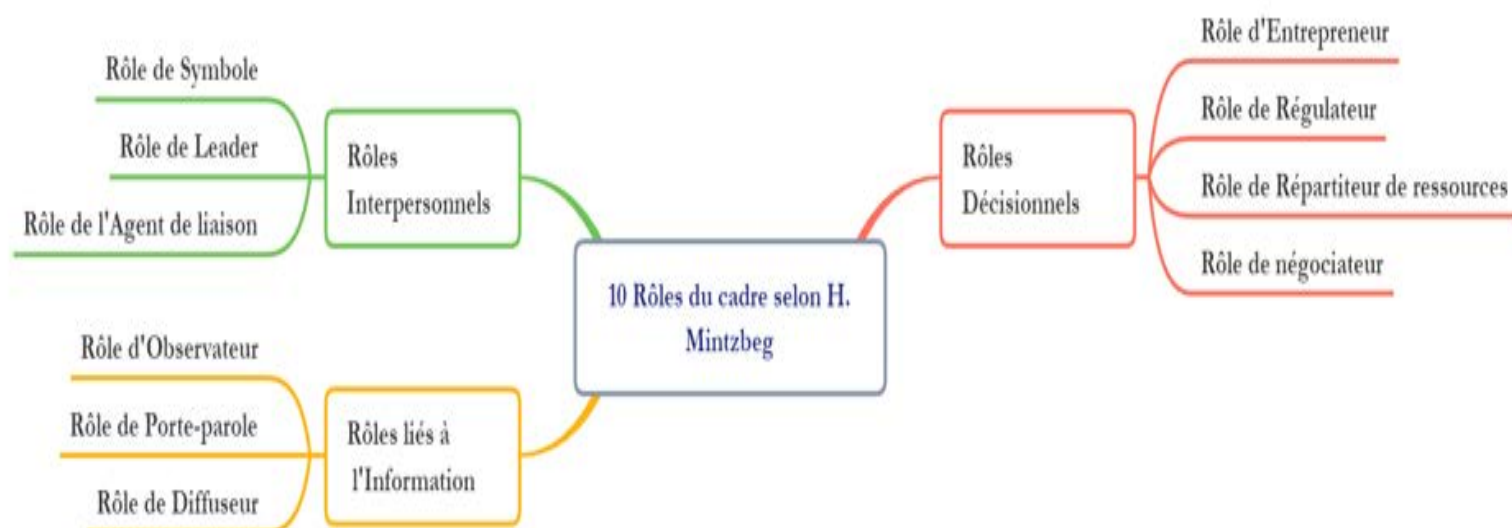 Rôle de Symbole
Rôle de Leader
Rôle de l'Agent de liaison
Rôles
Interpersonnels
Rôle d'Observateur
Rôle de Porte-parole
Rôle de Diffuseur
Rôles liés à
l'Information
10 Rôles du cadre selon H.
Mintzbeg
Rôles
Décisionnels
Rôle d'Entrepreneur
Rôle de Régulateur
Rôle de Répartiteur de ressources
Rôle de négociateur